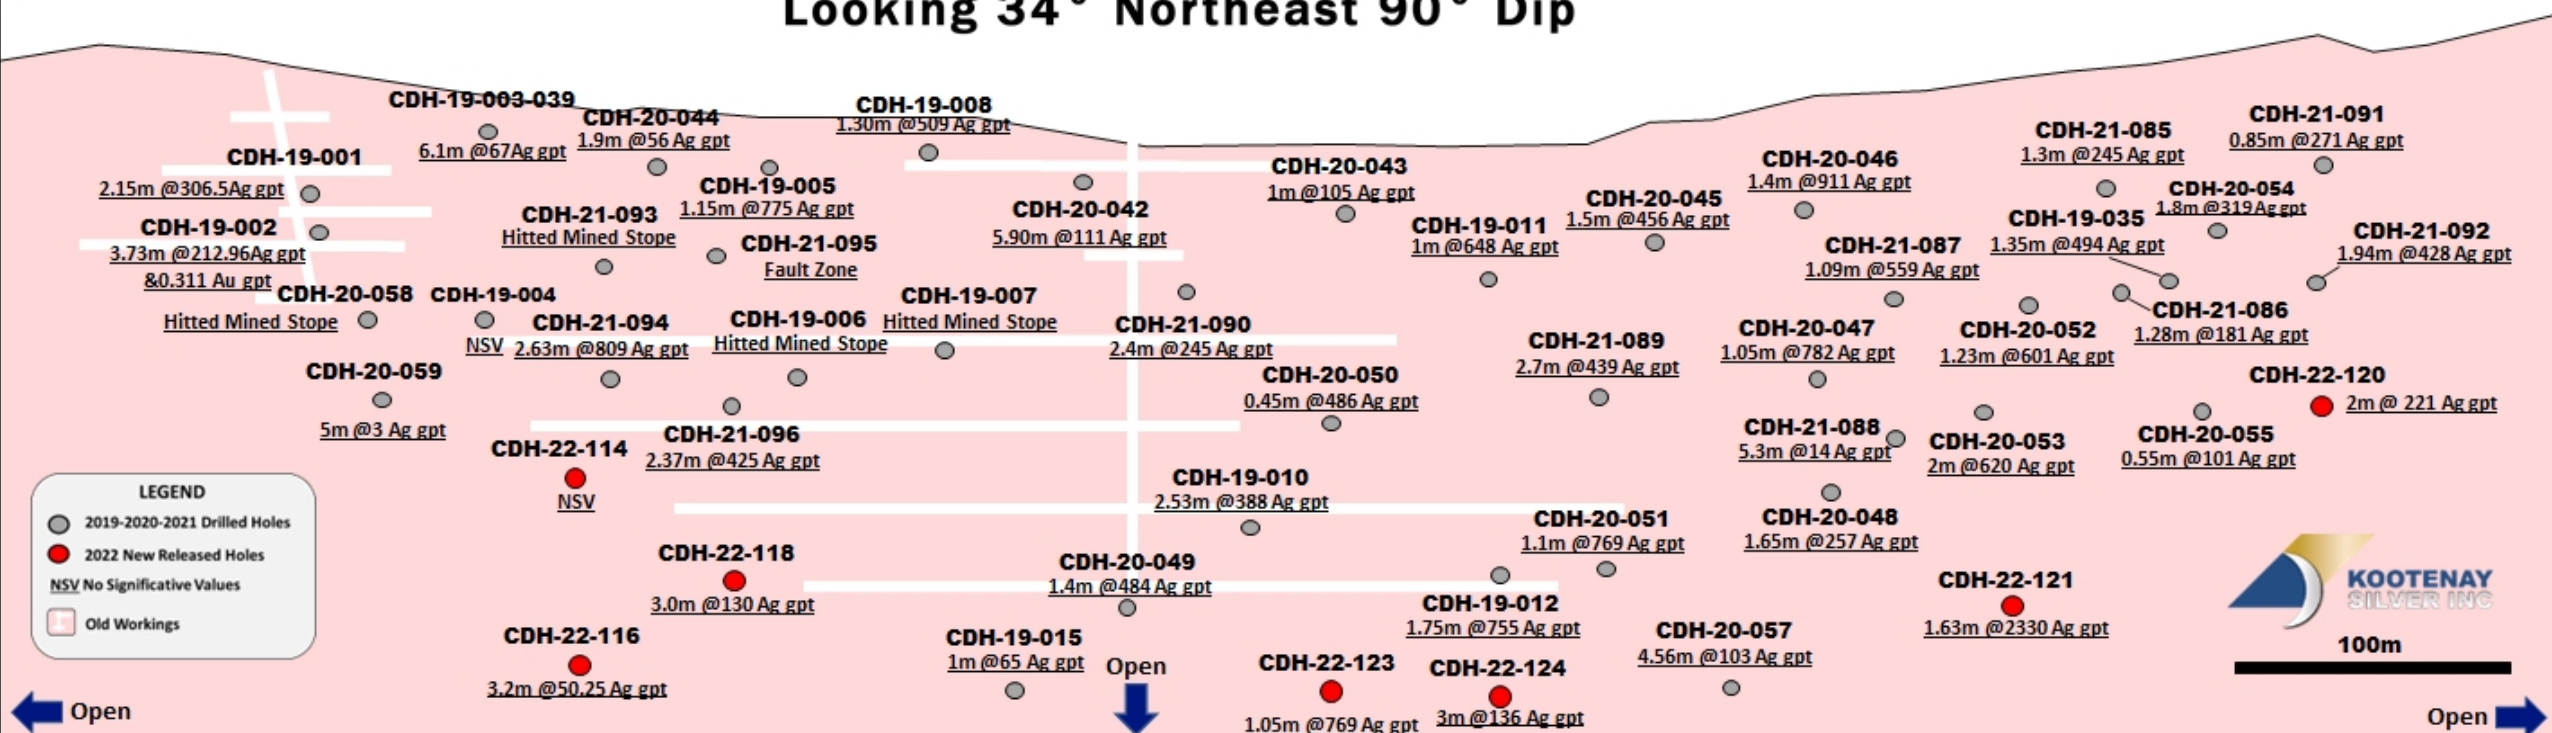 Looking 34° Northeast 90° Dip
CDH-19-003-039
6.1m @67Ag gpt
CDH-20-044
1.9m @56 Ag gpt
CDH-19-008
1.30m @509 Ag gpt
CDH-19-001
2.15m @306.5Ag gpt
CDH-19-002
3.73m @212.96Ag gpt
&0.311 Au gpt
CDH-19-005
1.15m @775 Ag gpt
CDH-21-093
Hitted Mined Stope
CDH-21-095
Fault Zone
CDH-20-042
5.90m @111 Ag gpt
CDH-20-043
1m @105 Ag gpt
CDH-19-011
1m @648 Ag gpt
CDH-20-045
1.5m @456 Ag gpt
CDH-20-046
1.4m @911 Ag gpt
CDH-21-085
1.3m @245 Ag gpt
CDH-21-091
0.85m @271 Ag gpt
CDH-20-054
1.8m @319 Ag gpt
CDH-19-035
1.35m @494 Ag gpt
CDH-21-092
1.94m @428 Ag gpt
CDH-21-087
1.09m @559 Ag gpt
CDH-20-058
Hitted Mined Stope
CDH-19-004
NSV
CDH-21-094
2.63m @809 Ag gpt
CDH-19-006
Hitted Mined Stope
CDH-19-007
Hitted Mined Stope
CDH-21-090
2.4m @245 Ag gpt
CDH-21-089
2.7m @439 Ag gpt
CDH-20-047
1.05m @782 Ag gpt
CDH-20-052
1.23m @601 Ag gpt
CDH-21-086
1.28m @181 Ag gpt
CDH-20-059
5m @3 Ag gpt
CDH-20-050
0.45m @486 Ag gpt
CDH-22-120
2m @ 221 Ag gpt
CDH-22-114
NSV
CDH-21-096
2.37m @425 Ag gpt
CDH-21-088
5.3m @14 Ag gpt
CDH-20-053
2m @620 Ag gpt
CDH-20-055
0.55m @101 Ag gpt
CDH-19-010
2.53m @388 Ag gpt
CDH-20-051
1.1m @769 Ag gpt
CDH-20-048
1.65m @257 Ag gpt
LEGEND
2019-2020-2021 Drilled Holes
2022 New Released Holes
NSV No Significative Values
Old Workings
CDH-22-118
3.0m @130 Ag gpt
CDH-20-049
1.4m @484 Ag gpt
CDH-19-012
1.75m @755 Ag gpt
CDH-22-121
1.63m @2330 Ag gpt
KOOTENAY
SILVER INC
100m
CDH-22-116
3.2m @50.25 Ag gpt
CDH-19-015
1m @65 Ag gpt
Open
CDH-22-123
1.05m @769 Ag gpt
CDH-22-124
3m @136 Ag gpt
CDH-20-057
4.56m @103 Ag gpt
Open
Open